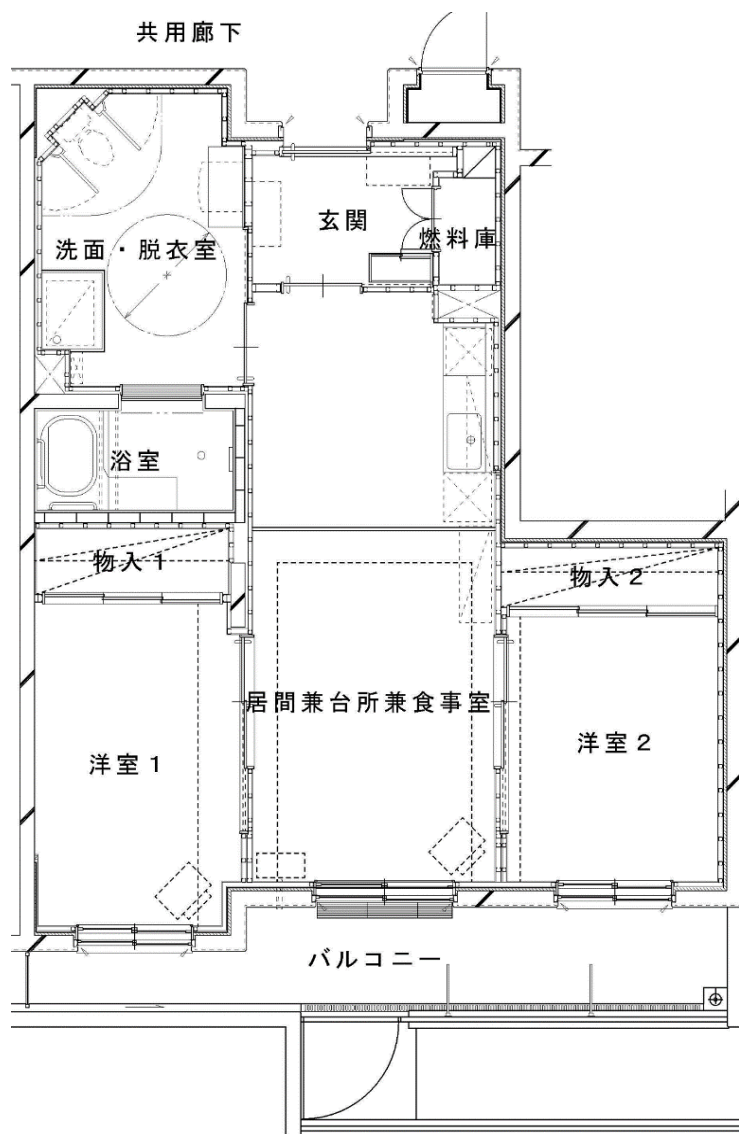 共用廊下
玄関
燃料庫
洗面・脱衣室
浴室
物入1
物入2
居間兼台所兼食事室
洋室1
洋室2
バルコニー